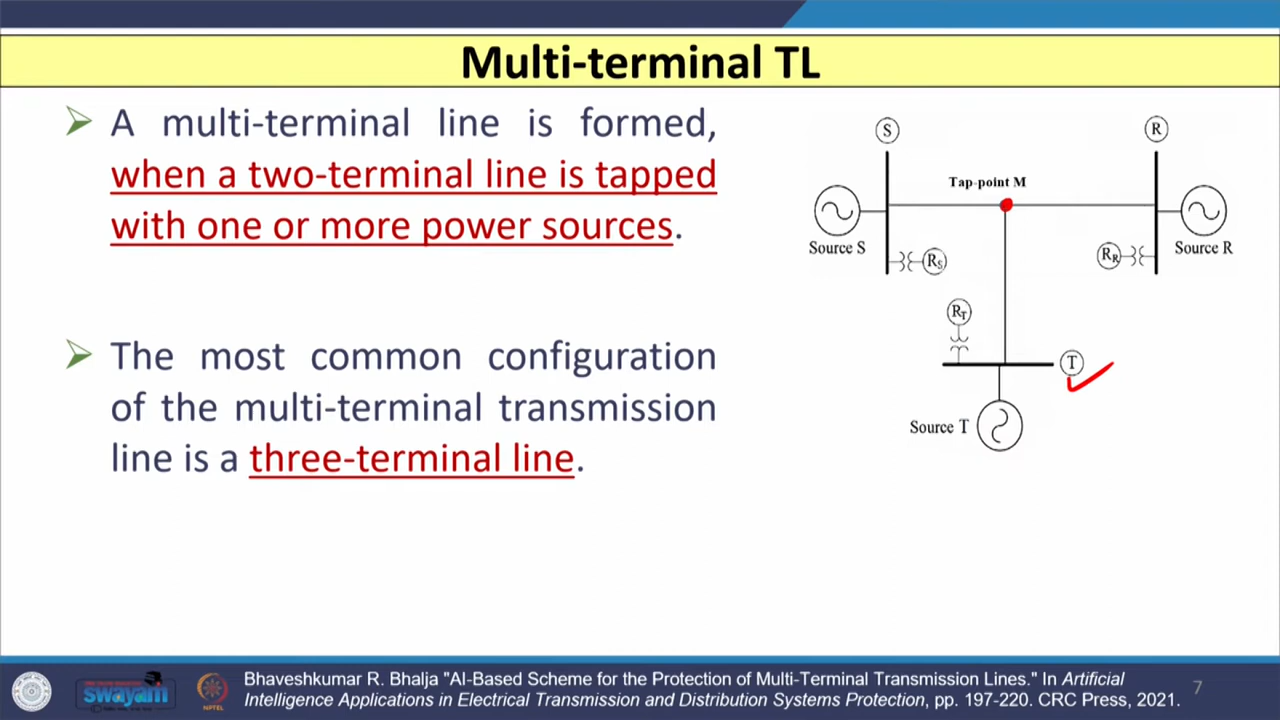 Multi-terminal TL
A multi-terminal line is formed,
when a two-terminal line is tapped
with one or more power sources.
The most common configuration
of the multi-terminal transmission
line is a three-terminal line.
S
R
Tap-point M
Source S
Source R
RS
RR
RT
T
Source T
swayam
NPTEL
Bhaveshkumar R. Bhalja "AI-Based Scheme for the Protection of Multi-Terminal Transmission Lines." In Artificial
Intelligence Applications in Electrical Transmission and Distribution Systems Protection, pp. 197-220. CRC Press, 2021.
7